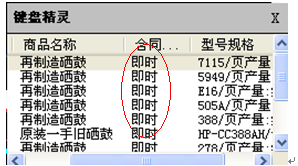 键盘精灵 X
商品名称 合同... 型号规格
再制造硒鼓 即时 7115/页产量
再制造硒鼓 即时 5949/页产量
再制造硒鼓 即时 E16/页产量:
再制造硒鼓 即时 505A/页产量
再制造硒鼓 即时 388/页产量:
原装一手旧硒鼓 即时 HP-CC388AH/
再制造硒鼓 即时 278/页产量: